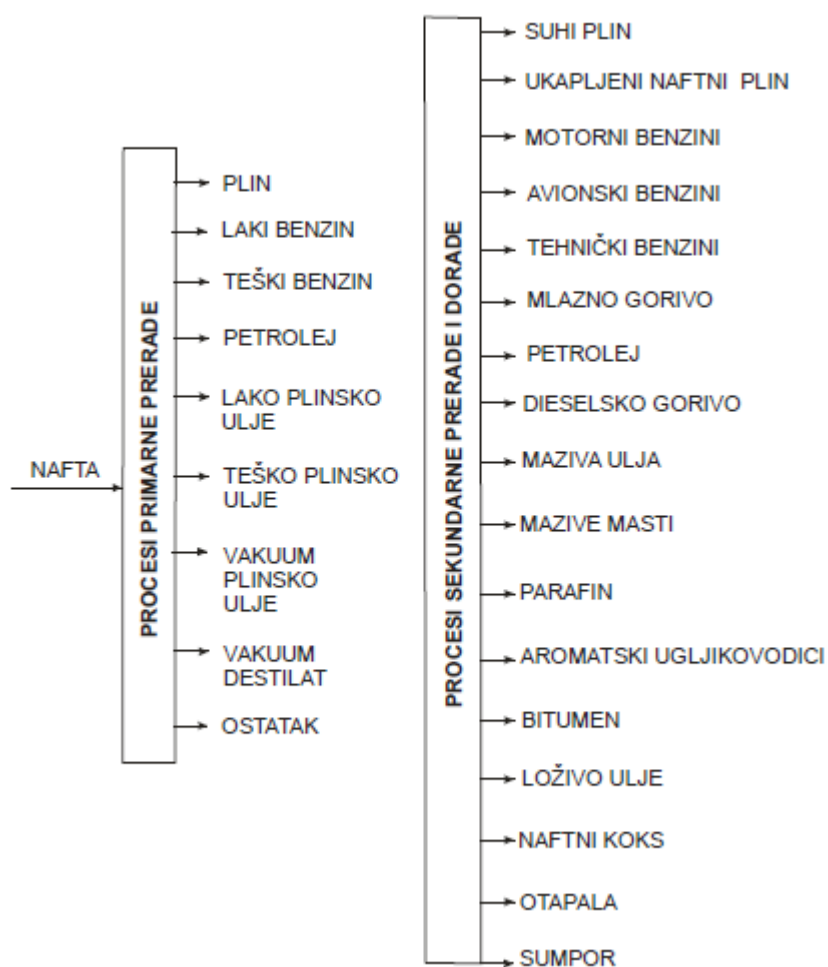 NAFTA
PROCESI PRIMARNE PRERADE
PLIN
LAKI BENZIN
TEŠKI BENZIN
PETROLEJ
LAKO PLINSKO
ULJE
TEŠKO PLINSKO
ULJE
VAKUUM
PLINSKO
ULJE
VAKUUM
DESTILAT
OSTATAK
PROCESI SEKUNDARNE PRERADE I DORADE
SUHI PLIN
UKAPLJENI NAFTNI PLIN
MOTORNI BENZINI
AVIONSKI BENZINI
TEHNIČKI BENZINI
MLAZNO GORIVO
PETROLEJ
DIESELSKO GORIVO
MAZIVA ULJA
MAZIVE MASTI
PARAFIN
AROMATSKI UGLJIKOVODICI
BITUMEN
LOŽIVO ULJE
NAFTNI KOKS
OTAPALA
SUMPOR